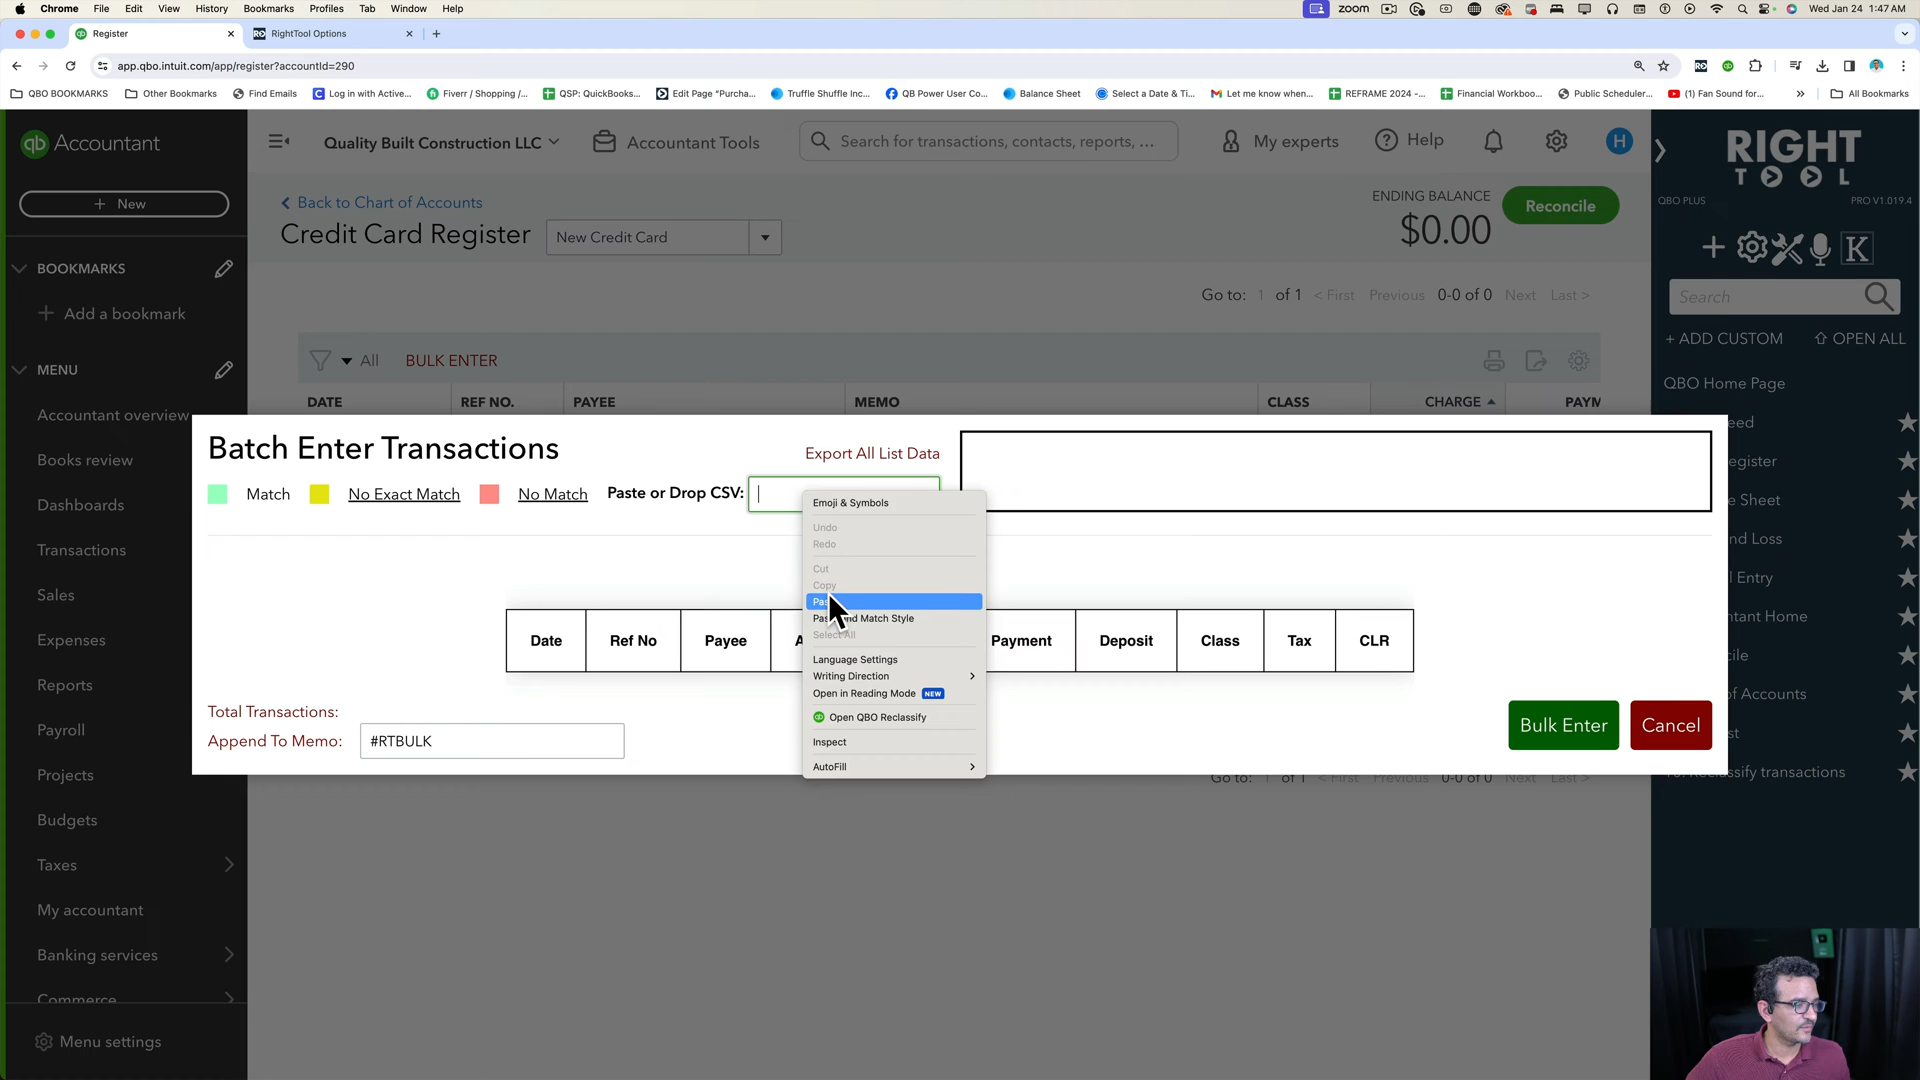 Chrome File Edit View History Bookmarks Profiles Tab Window Help
zoom Wed Jan 24 1:47 AM
Register
RightTool Options
app.qbo.intuit.com/app/register?accountId=290
QBO BOOKMARKS Other Bookmarks Find Emails Log in with Active... Fiverr / Shopping /... QSP: QuickBooks... Edit Page "Purcha... Truffle Shuffle Inc... QB Power User Co... Balance Sheet Select a Date & Ti... Let me know when... REFRAME 2024 -... Financial Workboo... Public Scheduler... (1) Fan Sound for... » All Bookmarks
qb Accountant
Quality Built Construction LLC
Accountant Tools
Search for transactions, contacts, reports, ...
My experts
Help
H
RIGHT
TOOL
QBO PLUS PRO V1.019.4
+ New
Back to Chart of Accounts
Credit Card Register
New Credit Card
ENDING BALANCE
$0.00
Reconcile
K
BOOKMARKS
Add a bookmark
Go to: 1 of 1 < First Previous 0-0 of 0 Next Last >
Search
+ ADD CUSTOM OPEN ALL
MENU
All BULK ENTER
DATE REF NO. PAYEE MEMO CLASS CHARGE PAYM
QBO Home Page
Accountant overview
Books review
Dashboards
Transactions
Sales
Expenses
Reports
Payroll
Projects
Budgets
Taxes
My accountant
Banking services
Commerce
Menu settings
Batch Enter Transactions
Export All List Data
Match No Exact Match No Match Paste or Drop CSV:
Emoji & Symbols
Undo
Redo
Cut
Copy
Pas
Pas nd Match Style
Select All
Language Settings
Writing Direction
Open in Reading Mode NEW
Open QBO Reclassify
Inspect
AutoFill
Date Ref No Payee A Payment Deposit Class Tax CLR
Total Transactions:
Append To Memo: #RTBULK
Bulk Enter
Cancel
Go to: 1 of 1 < First Previous 0-0 of 0 Next Last >
eed
egister
e Sheet
nd Loss
l Entry
ntant Home
cile
of Accounts
st
Reclassify transactions